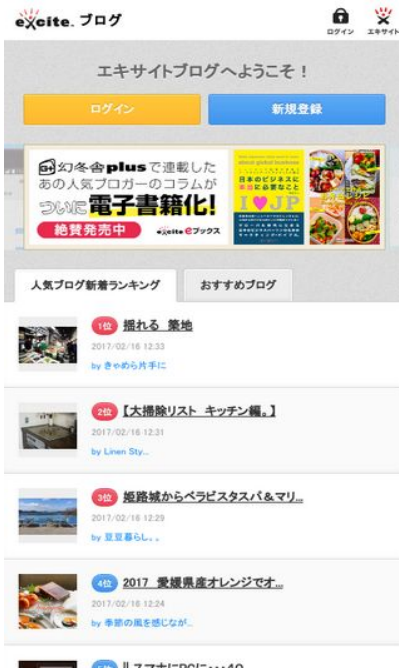 excite. ブログ
ログイン
エキサイト
エキサイトブログへようこそ！
ログイン
新規登録
幻冬舎plusで連載した
あの人気ブロガーのコラムが
ついに電子書籍化!
絶賛発売中
excite eブックス
日本のビジネスに
本当に必要なこと
I ♥ JP
人気ブログ新着ランキング
おすすめブログ
1位 揺れる 築地
2017/02/16 12:33
by きゃめら片手に
2位 【大掃除リスト キッチン編。】
2017/02/16 12:31
by Linen Sty...
3位 姫路城からベラビスタスパ＆マリ...
2017/02/16 12:29
by 豆豆暮らし。。
4位 2017 愛媛県産オレンジでオ...
2017/02/16 12:24
by 季節の風を感じなが...